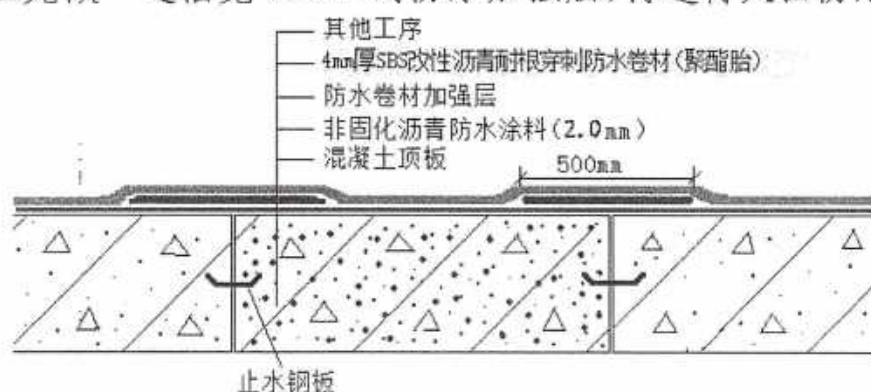 其他工序
4mm厚SBS改性沥青耐根穿刺防水卷材(聚酯胎)
防水卷材加强层
非固化沥青防水涂料(2.0mm)
混凝土顶板
500mm
止水钢板